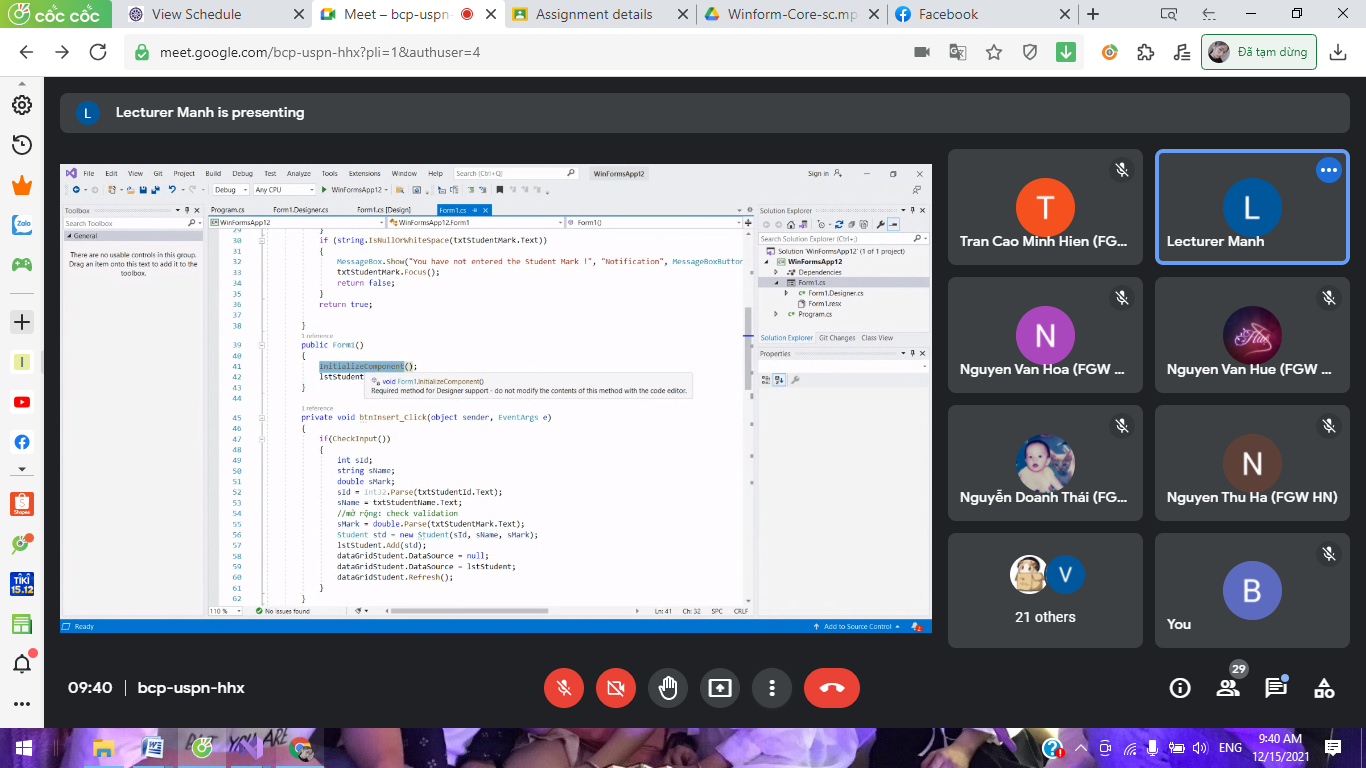 cốc cốc
View Schedule
Meet – bcp-uspn-
Assignment details
Winform-Core-sc.mp
Facebook
meet.google.com/bcp-uspn-hhx?pli=1&authuser=4
Đã tạm dừng
L
Lecturer Manh is presenting
File Edit View Git Project Build Debug Test Analyze Tools Extensions Window Help Search (Ctrl+Q) WinFormsApp12 Sign in
Debug Any CPU WinFormsApp12
Toolbox
Search Toolbox
General
There are no usable controls in this group.
Drag an item onto this text to add it to the
toolbox.
Program.cs Form1.Designer.cs Form1.cs [Design] Form1.cs
WinFormsApp12 WinFormsApp12.Form1 Form1()
29 }
30 if (string.IsNullOrWhiteSpace(txtStudentMark.Text))
31 {
32 MessageBox.Show("You have not entered the Student Mark !", "Notification", MessageBoxButton
33 txtStudentMark.Focus();
34 return false;
35 }
36 return true;
37
38 }
1 reference
39 public Form1()
40 {
41 InitializeComponent();
42 lstStudent
void Form1.InitializeComponent()
Required method for Designer support - do not modify the contents of this method with the code editor.
43 }
44
1 reference
45 private void btnInsert_Click(object sender, EventArgs e)
46 {
47 if(CheckInput())
48 {
49 int sId;
50 string sName;
51 double sMark;
52 sId = Int32.Parse(txtStudentId.Text);
53 sName = txtStudentName.Text;
54 //mở rộng: check validation
55 sMark = double.Parse(txtStudentMark.Text);
56 Student std = new Student(sId, sName, sMark);
57 lstStudent.Add(std);
58 dataGridStudent.DataSource = null;
59 dataGridStudent.DataSource = lstStudent;
60 dataGridStudent.Refresh();
61 }
62 }
110 % No issues found Ln: 41 Ch: 32 SPC CRLF
Ready Add to Source Control 2
Solution Explorer
Search Solution Explorer (Ctrl+;)
Solution 'WinFormsApp12' (1 of 1 project)
WinFormsApp12
Dependencies
Form1.cs
Form1.Designer.cs
Form1.resx
Program.cs
Solution Explorer Git Changes Class View
Properties
T
Tran Cao Minh Hien (FG...
L
Lecturer Manh
N
Nguyen Van Hoa (FGW ...
Nguyen Van Hue (FGW ...
Nguyễn Doanh Thái (FG...
N
Nguyen Thu Ha (FGW HN)
V
21 others
B
You
Zalo
I
Shopee
TIKI
15.12
09:40 | bcp-uspn-hhx
29
ENG
9:40 AM
12/15/2021